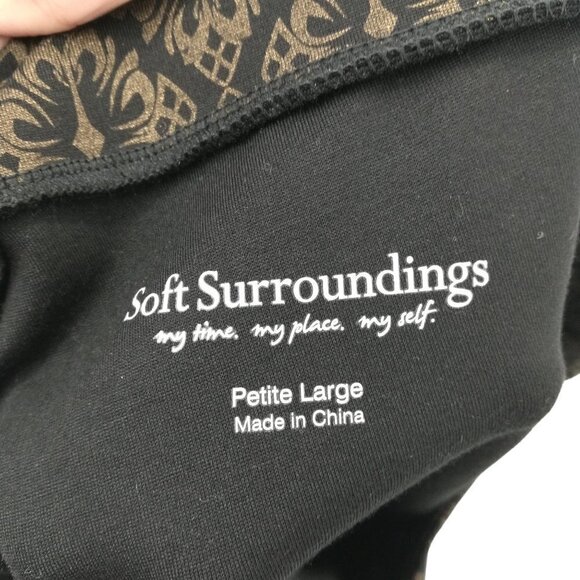 Soft Surroundings
my time. my place. my self.
Petite Large
Made in China